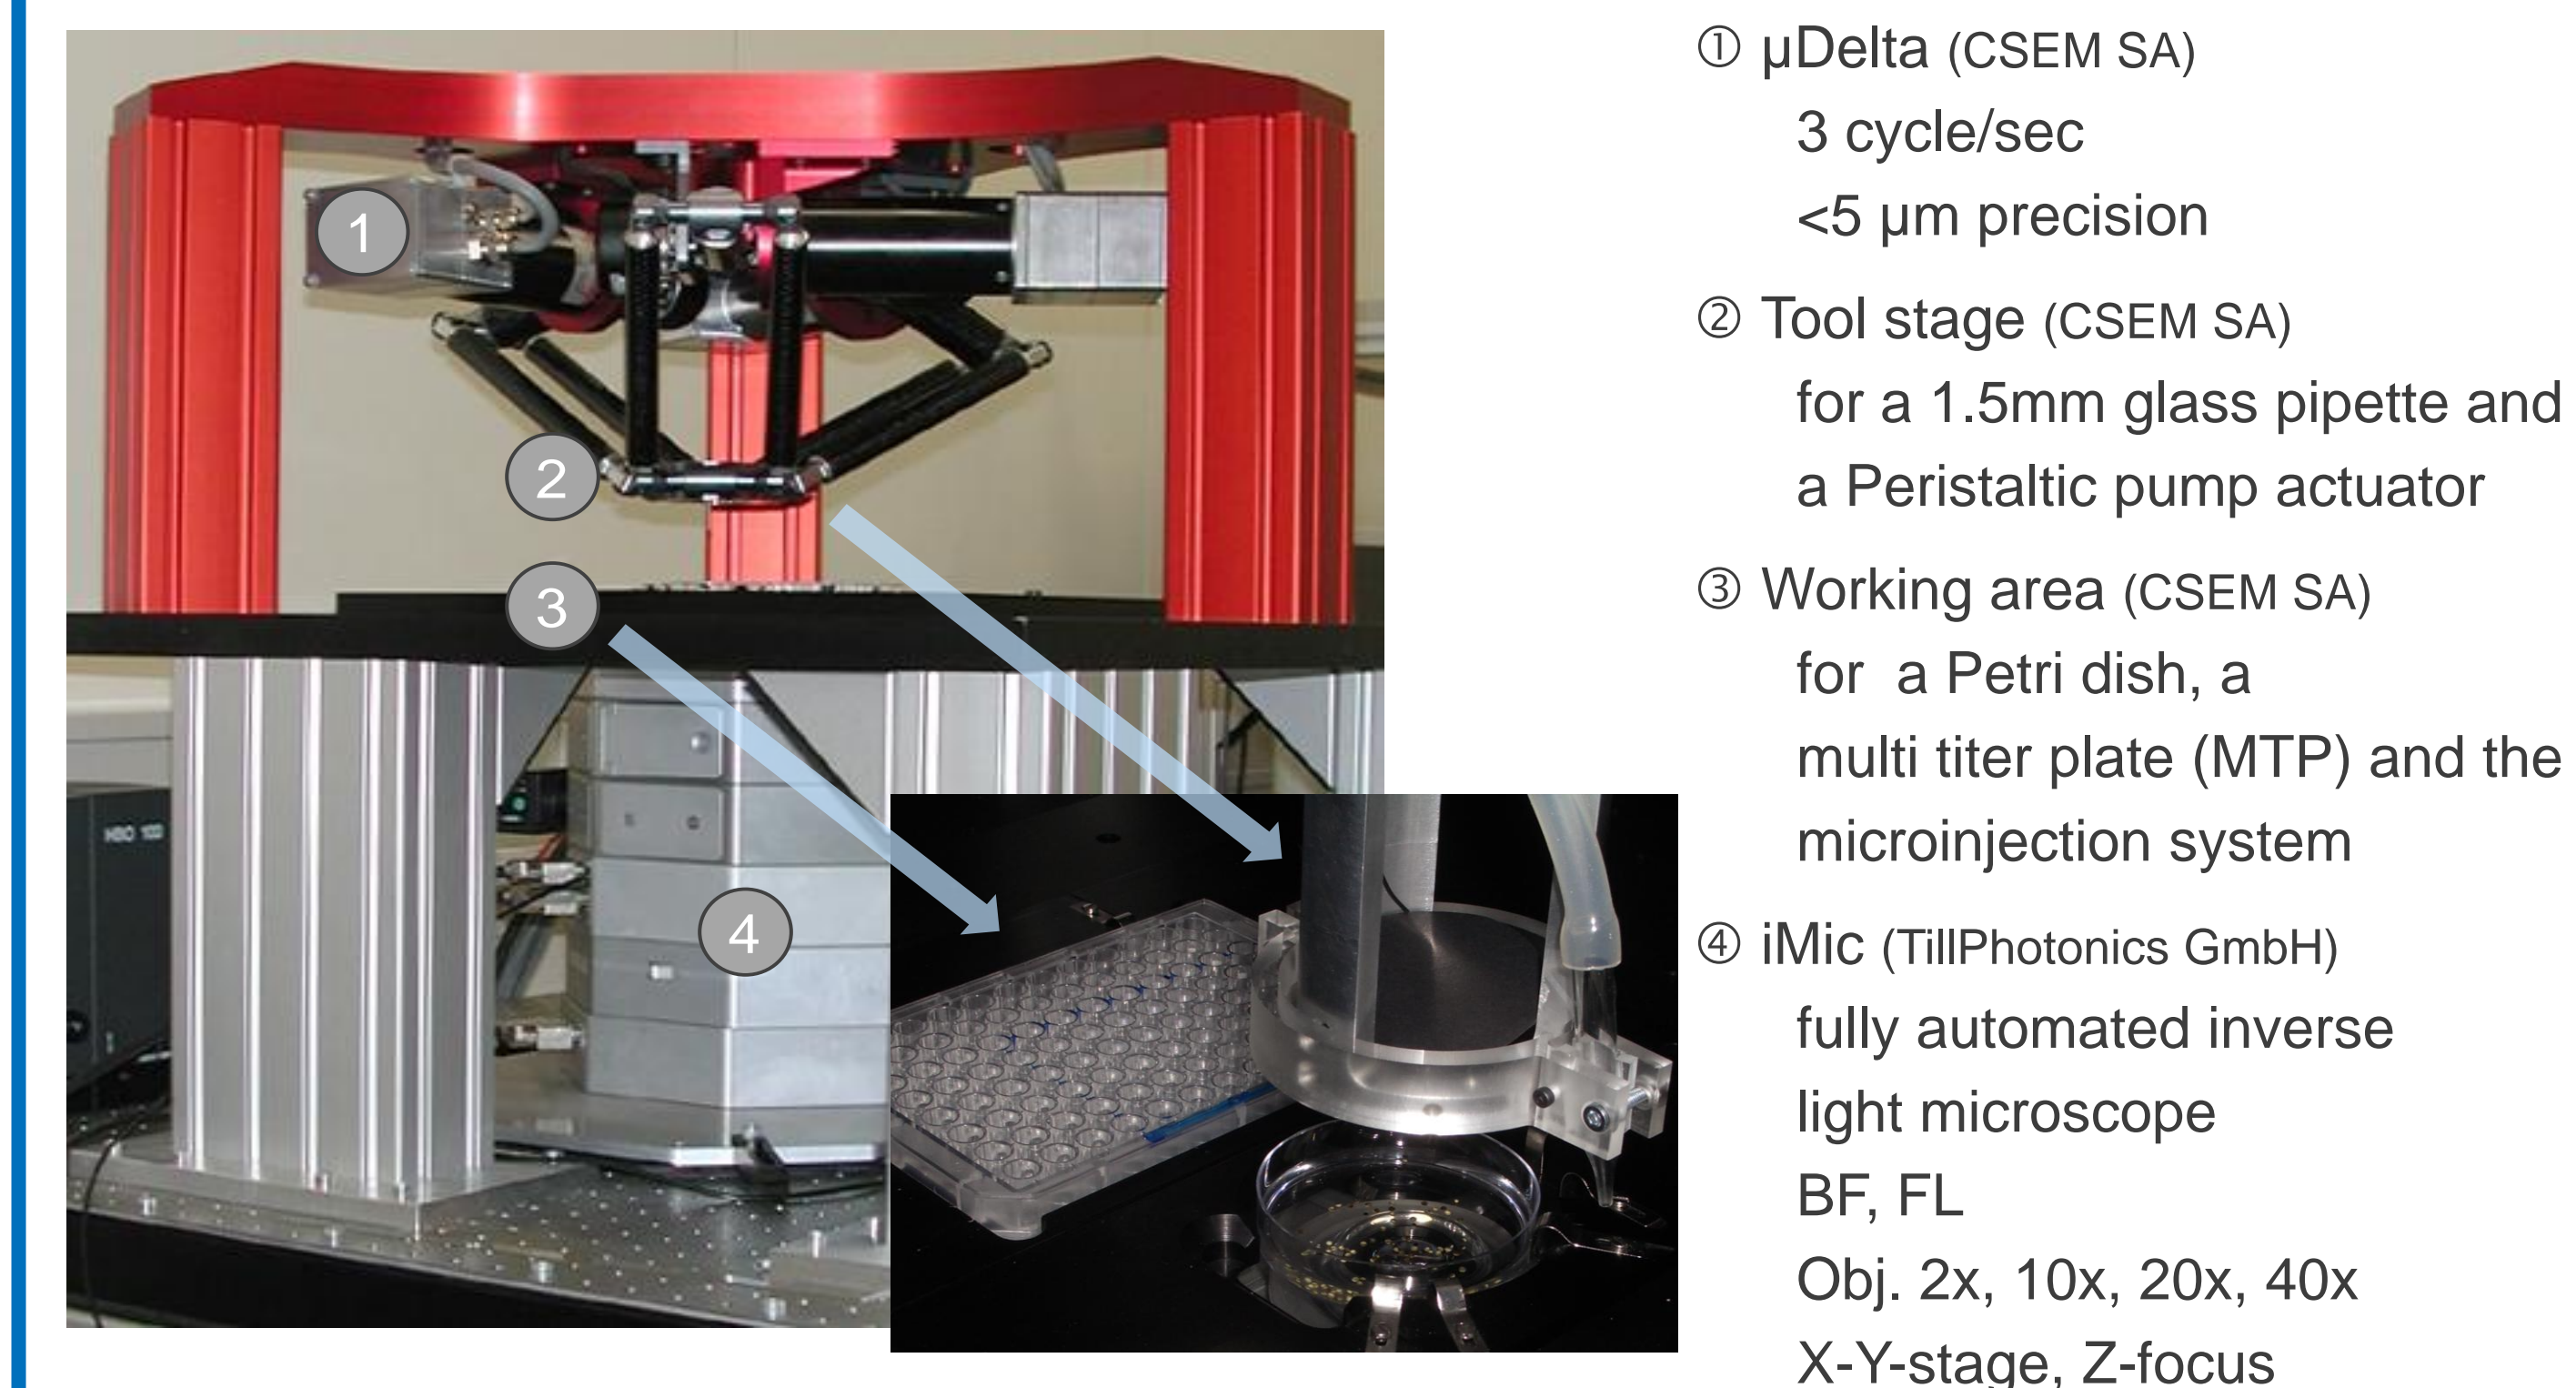 1
2
3
4
HBO 100
① µDelta (CSEM SA)
3 cycle/sec
<5 µm precision
② Tool stage (CSEM SA)
for a 1.5mm glass pipette and
a Peristaltic pump actuator
③ Working area (CSEM SA)
for a Petri dish, a
multi titer plate (MTP) and the
microinjection system
④ iMic (TillPhotonics GmbH)
fully automated inverse
light microscope
BF, FL
Obj. 2x, 10x, 20x, 40x
X-Y-stage, Z-focus